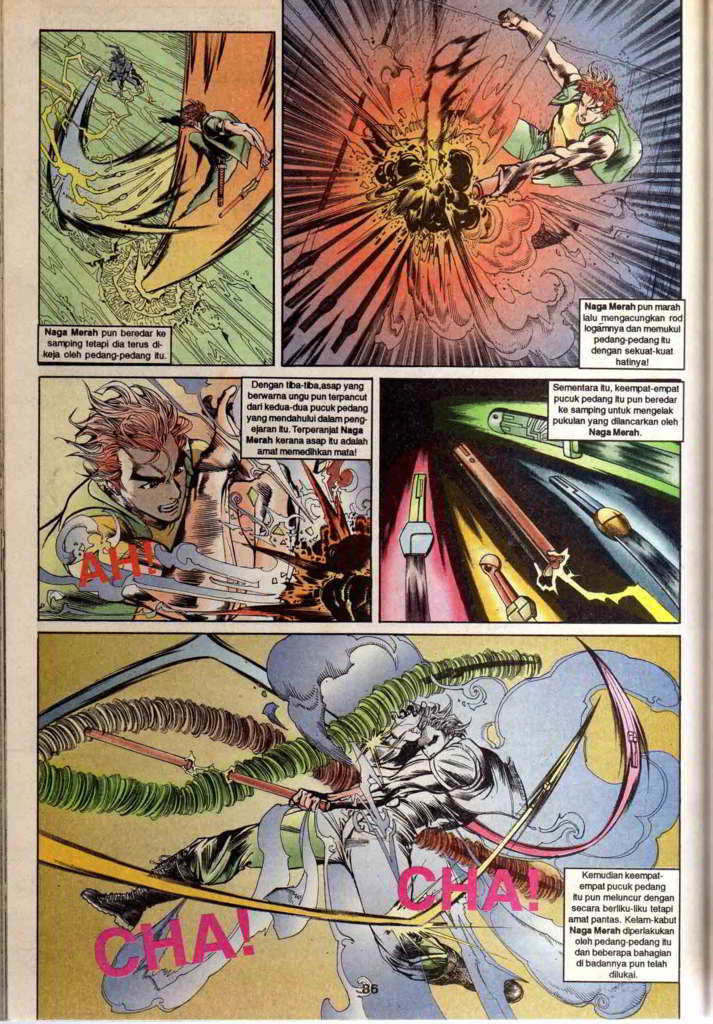 Naga Merah pun beredar ke
samping tetapi dia terus di-
keja oleh pedang-pedang itu.
Naga Merah pun marah
lalu mengacungkan rod
logamnya dan memukul
pedang-pedang itu
dengan sekuat-kuat
hatinya!
Dengan tiba-tiba,asap yang
berwarna ungu pun terpancut
dari kedua-dua pucuk pedang
yang mendahului dalam peng-
ejaran itu. Terperanjat Naga
Merah kerana asap itu adalah
amat memedihkan mata!
AH!
Sementara itu, keempat-empat
pucuk pedang itu pun beredar
ke samping untuk mengelak
pukulan yang dilancarkan oleh
Naga Merah.
CHA!
CHA!
Kemudian keempat-
empat pucuk pedang
itu pun meluncur dengan
secara berliku-liku tetapi
amat pantas. Kelam-kabut
Naga Merah diperlakukan
oleh pedang-pedang itu
dan beberapa bahagian
di badannya pun telah
dilukai.
86